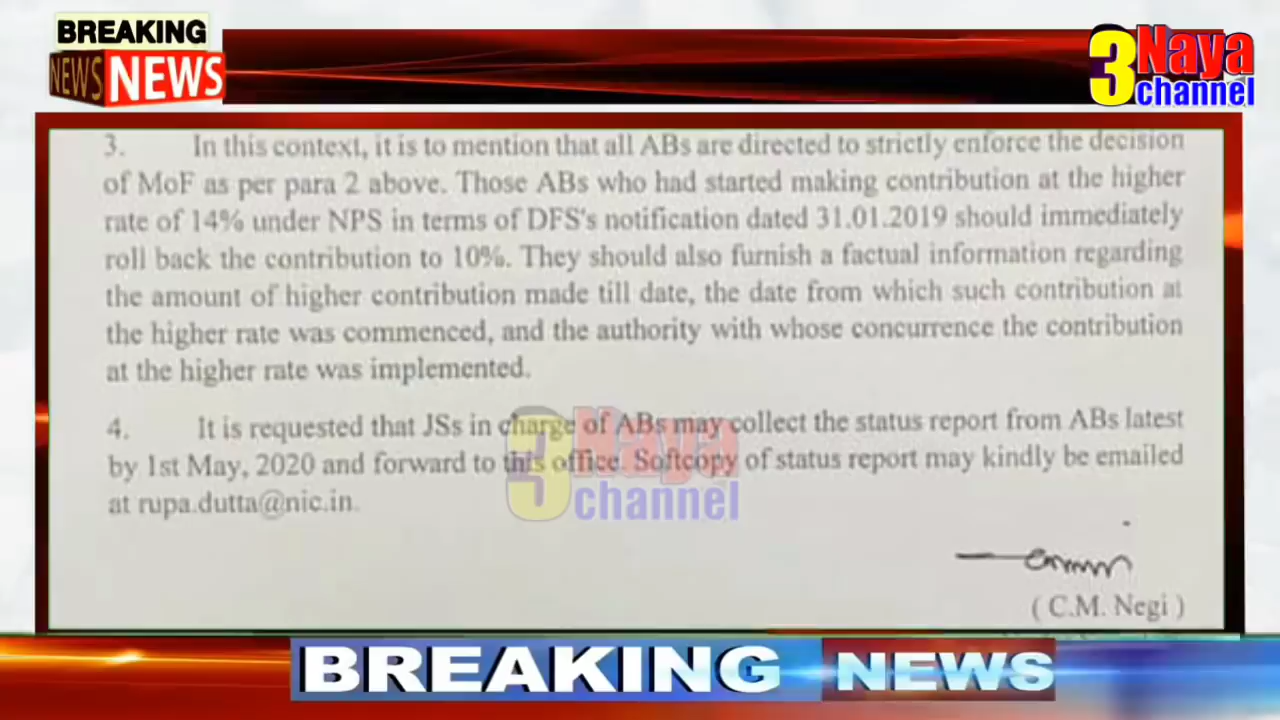 BREAKING
NEWS NEWS
3 Naya
channel
3. In this context, it is to mention that all ABs are directed to strictly enforce the decision
of MoF as per para 2 above. Those ABs who had started making contribution at the higher
rate of 14% under NPS in terms of DFS's notification dated 31.01.2019 should immediately
roll back the contribution to 10%. They should also furnish a factual information regarding
the amount of higher contribution made till date, the date from which such contribution at
the higher rate was commenced, and the authority with whose concurrence the contribution
at the higher rate was implemented.
4. It is requested that JSs in charge of ABs may collect the status report from ABs latest
by 1st May, 2020 and forward to this office. Softcopy of status report may kindly be emailed
at rupa.dutta@nic.in.
3 Naya
channel
( C.M. Negi )
BREAKING NEWS